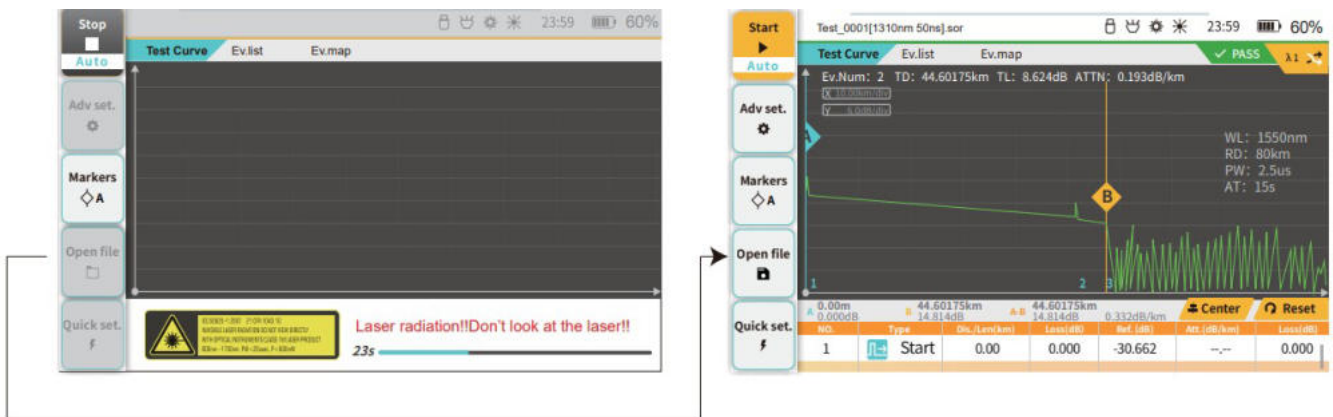 Stop
Auto
Adv set.
Markers
A
Open file
Quick set.
23:59
60%
Test Curve Ev.list Ev.map
Laser radiation!!Don't look at the laser!!
23s
Start
Auto
Adv set.
Markers
A
Open file
Quick set.
Test_0001[1310nm 50ns].sor
23:59
60%
Test Curve Ev.list Ev.map
PASS
λ1
Ev.Num: 2 TD: 44.60175km TL: 8.624dB ATTN: 0.193dB/km
X 10.00km/div
Y 5.0dB/div
A
WL: 1550nm
RD: 80km
PW: 2.5us
AT: 15s
B
1 2 3
A 0.00m B 44.60175km A-B 44.60175km
0.000dB 14.814dB 14.814dB 0.332dB/km
Center Reset
NO. Type Dis./Len(km) Loss(dB) Ref.(dB) Att.(dB/km) Loss(dB)
1 Start 0.00 0.000 -30.662 --.-- 0.000